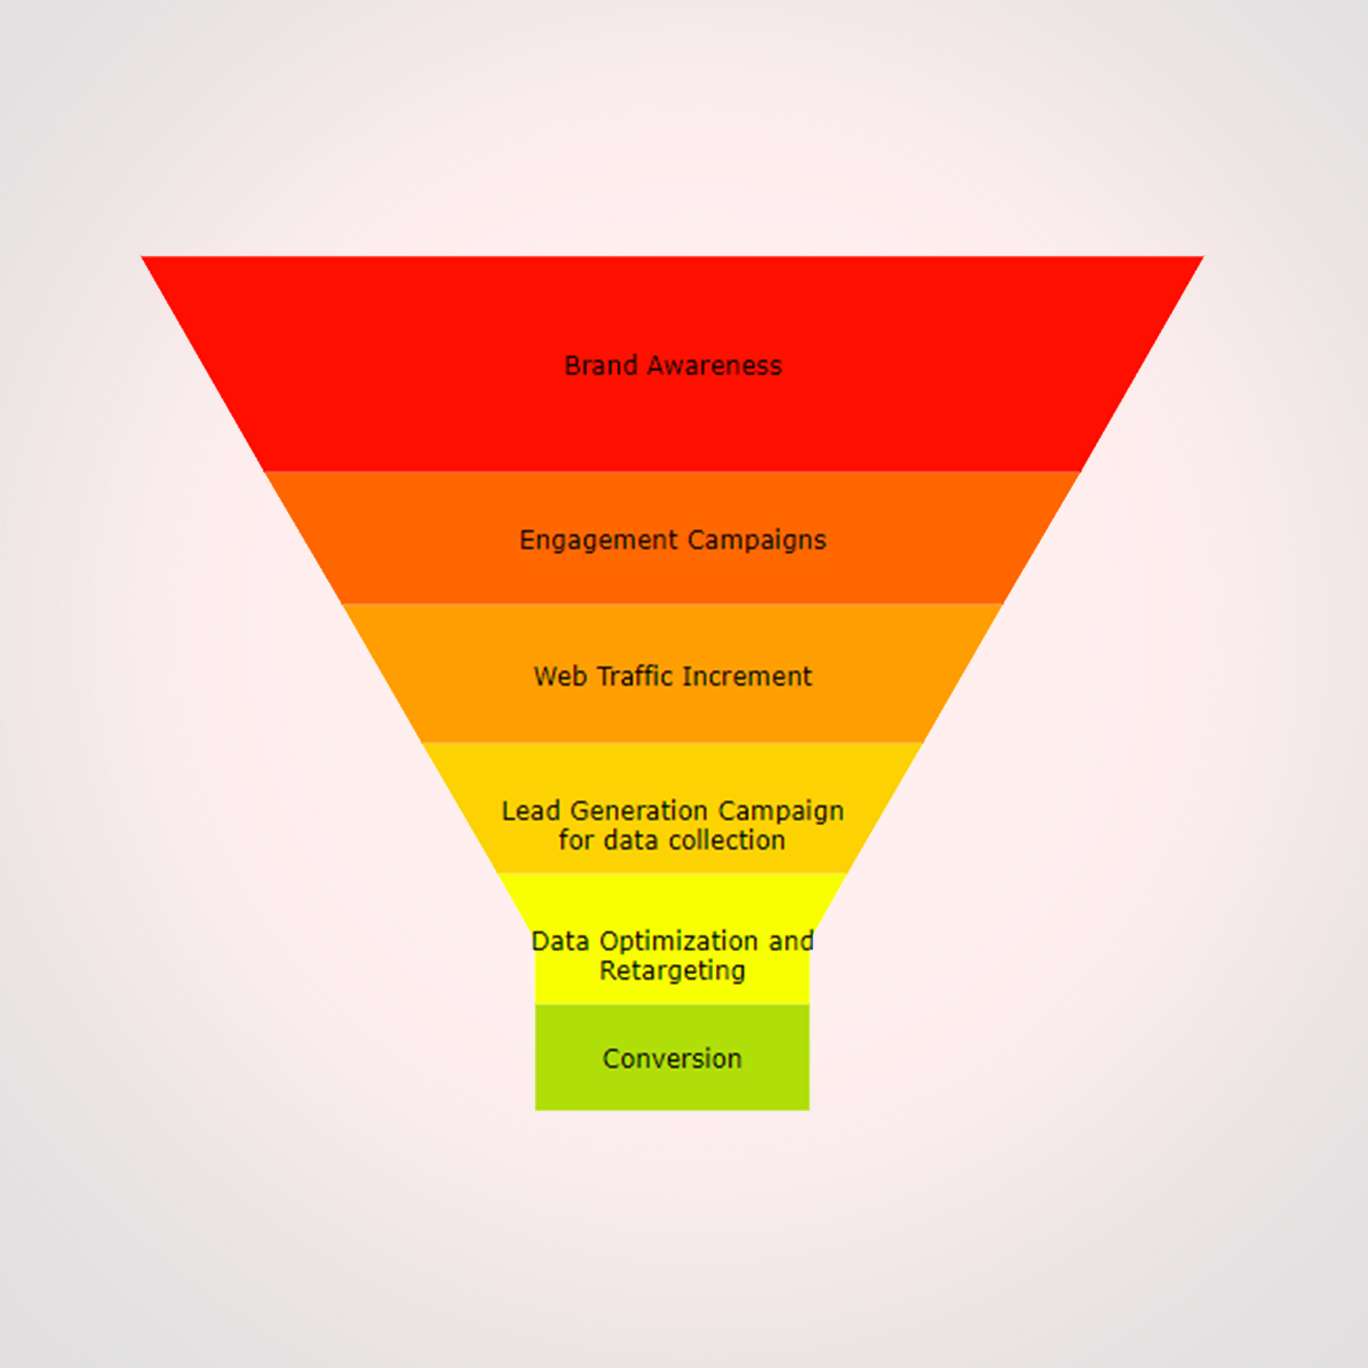 Brand Awareness
Engagement Campaigns
Web Traffic Increment
Lead Generation Campaign
for data collection
Data Optimization and
Retargeting
Conversion